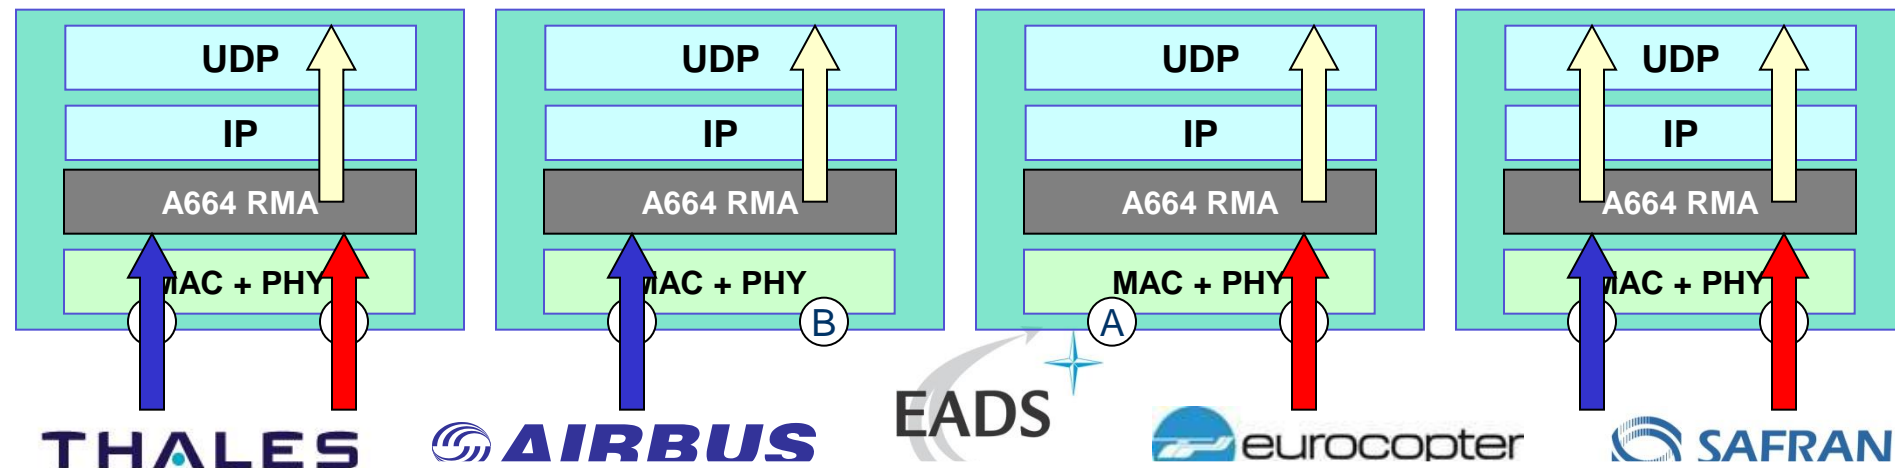 UDP
IP
A664 RMA
MAC + PHY
UDP
IP
A664 RMA
MAC + PHY
B
UDP
IP
A664 RMA
MAC + PHY
A
UDP
IP
A664 RMA
MAC + PHY
THALES
AIRBUS
EADS
eurocopter
SAFRAN